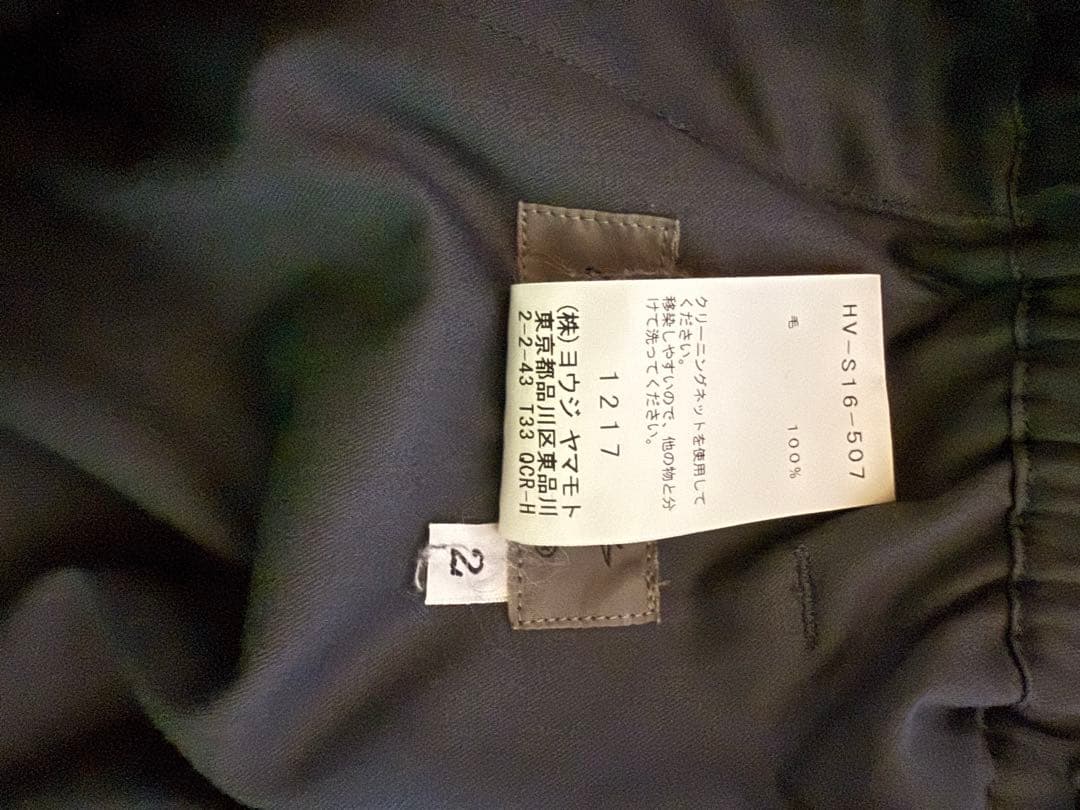 HV-S16-507
毛 100%
クリーニングネットを使用して
ください。
移染しやすいので、他の物と分
けて洗ってください。
1217
(株)ヨウジ ヤマモト
東京都品川区東品川
2-2-43 T33 QCR-H
2